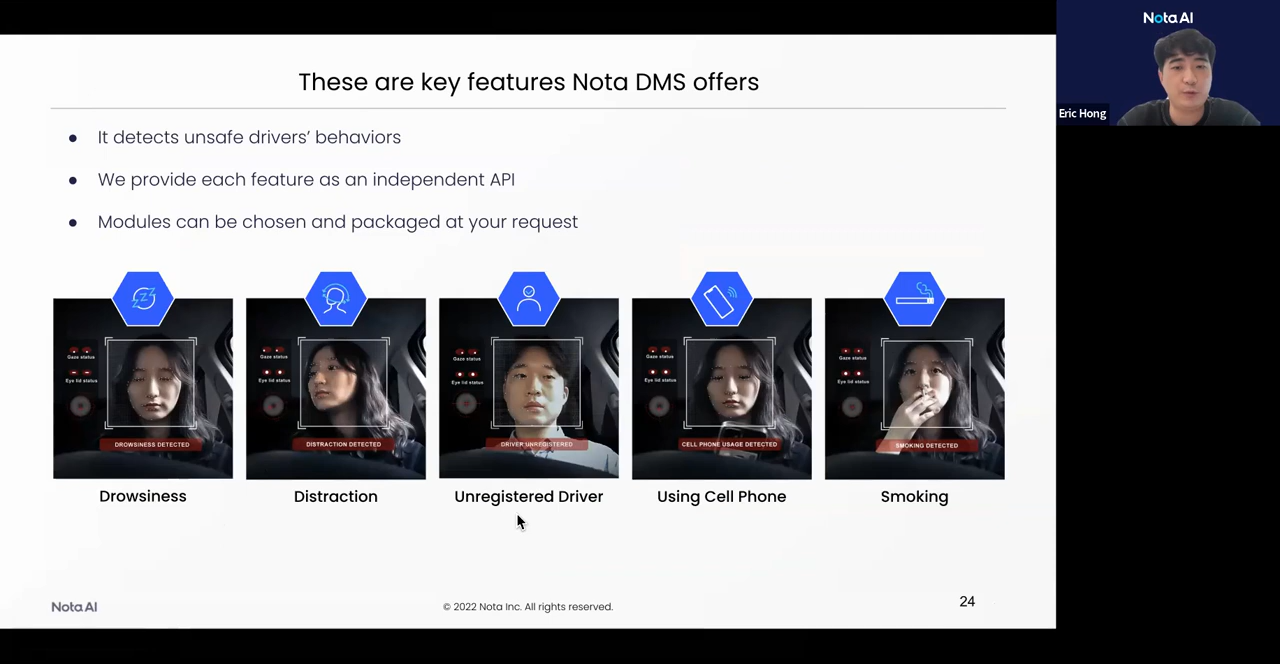 These are key features Nota DMS offers
Nota AI
Eric Hong
• It detects unsafe drivers’ behaviors
• We provide each feature as an independent API
• Modules can be chosen and packaged at your request
Gaze status
Eye lid status
DROWSINESS DETECTED
Gaze status
Eye lid status
DISTRACTION DETECTED
Gaze status
Eye lid status
DRIVER UNREGISTERED
Gaze status
Eye lid status
CELL PHONE USAGE DETECTED
Gaze status
Eye lid status
SMOKING DETECTED
Drowsiness
Distraction
Unregistered Driver
Using Cell Phone
Smoking
Nota AI
© 2022 Nota Inc. All rights reserved.
24